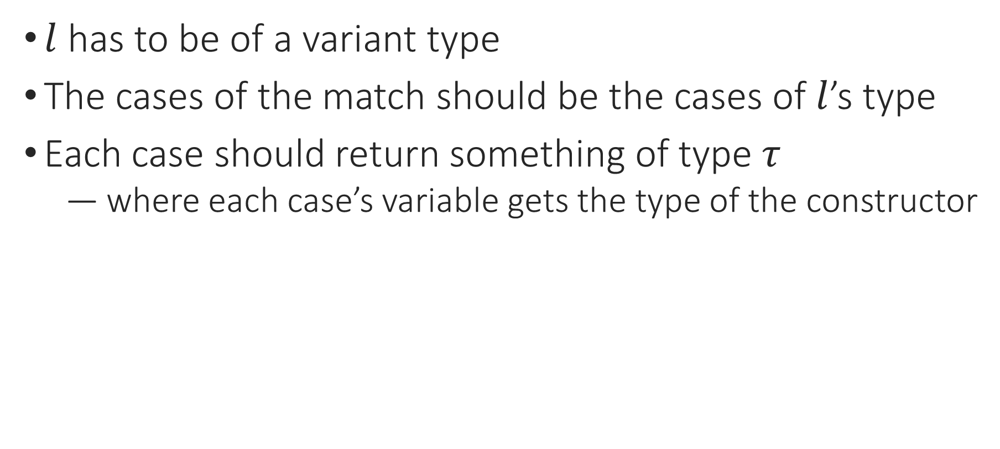 • 𝑙 has to be of a variant type
• The cases of the match should be the cases of 𝑙’s type
• Each case should return something of type 𝜏
— where each case’s variable gets the type of the constructor